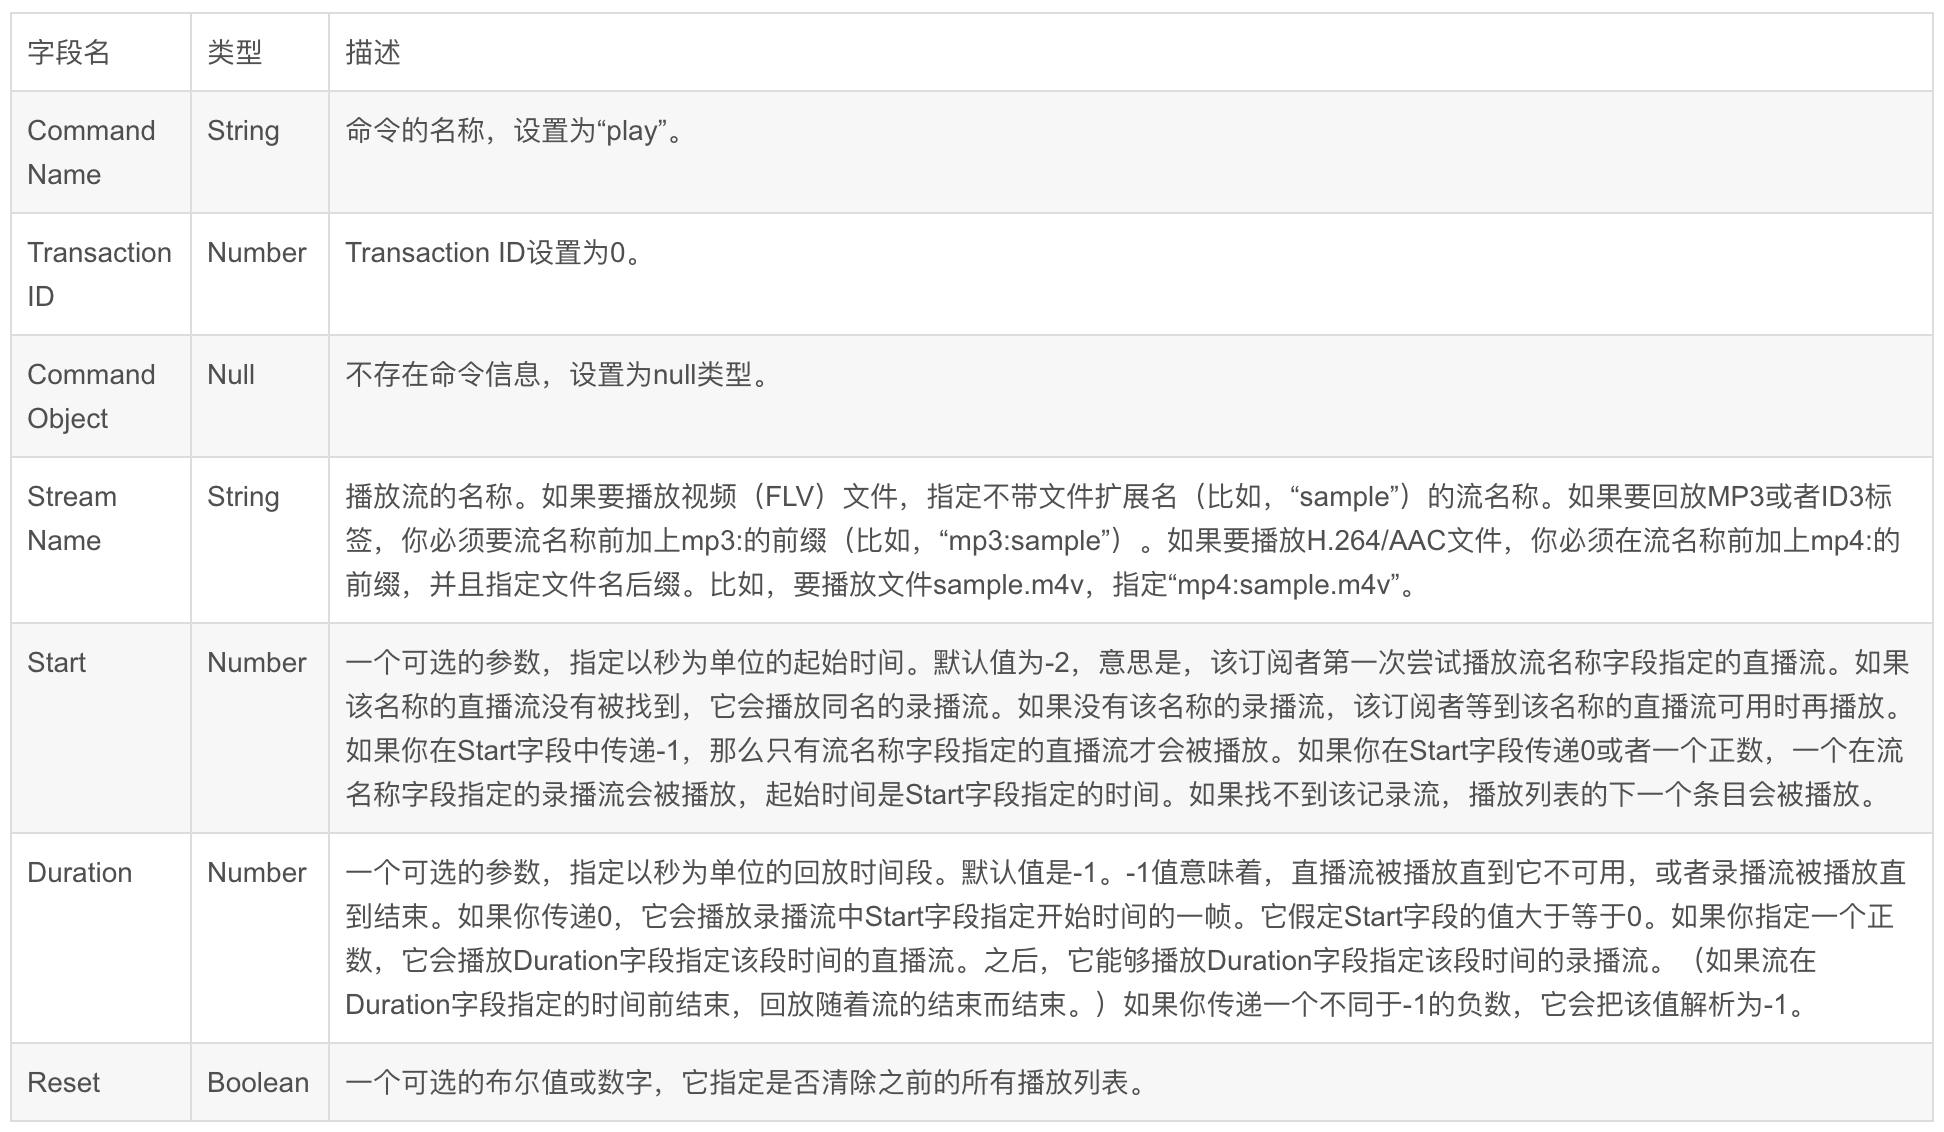 字段名 类型 描述
Command String 命令的名称，设置为“play”。
Name
Transaction Number Transaction ID设置为0。
ID
Command Null 不存在命令信息，设置为null类型。
Object
Stream String 播放流的名称。如果要播放视频（FLV）文件，指定不带文件扩展名（比如，“sample”）的流名称。如果要回放MP3或者ID3标
Name 签，你必须要流名称前加上mp3:的前缀（比如，“mp3:sample”）。如果要播放H.264/AAC文件，你必须在流名称前加上mp4:的
前缀，并且指定文件名后缀。比如，要播放文件sample.m4v，指定“mp4:sample.m4v”。
Start Number 一个可选的参数，指定以秒为单位的起始时间。默认值为-2，意思是，该订阅者第一次尝试播放流名称字段指定的直播流。如果
该名称的直播流没有被找到，它会播放同名的录播流。如果没有该名称的录播流，该订阅者等到该名称的直播流可用时再播放。
如果你在Start字段中传递-1，那么只有流名称字段指定的直播流才会被播放。如果你在Start字段传递0或者一个正数，一个在流
名称字段指定的录播流会被播放，起始时间是Start字段指定的时间。如果找不到该记录流，播放列表的下一个条目会被播放。
Duration Number 一个可选的参数，指定以秒为单位的回放时间段。默认值是-1。-1值意味着，直播流被播放直到它不可用，或者录播流被播放直
到结束。如果你传递0，它会播放录播流中Start字段指定开始时间的一帧。它假定Start字段的值大于等于0。如果你指定一个正
数，它会播放Duration字段指定该段时间的直播流。之后，它能够播放Duration字段指定该段时间的录播流。（如果流在
Duration字段指定的时间前结束，回放随着流的结束而结束。）如果你传递一个不同于-1的负数，它会把该值解析为-1。
Reset Boolean 一个可选的布尔值或数字，它指定是否清除之前的所有播放列表。